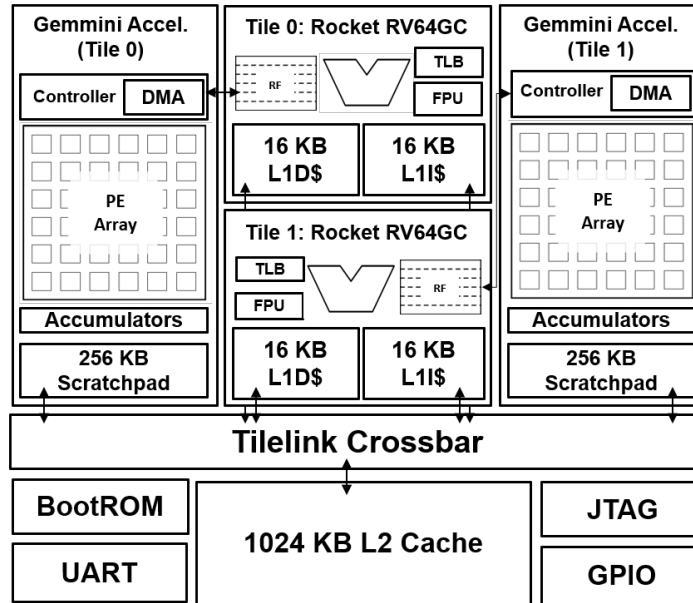 Gemmini Accel.
(Tile 0)
Controller
DMA
PE
Array
Accumulators
256 KB
Scratchpad
Tile 0: Rocket RV64GC
RF
TLB
FPU
16 KB
L1D$
16 KB
L1I$
Tile 1: Rocket RV64GC
TLB
FPU
RF
16 KB
L1D$
16 KB
L1I$
Gemmini Accel.
(Tile 1)
Controller
DMA
PE
Array
Accumulators
256 KB
Scratchpad
Tilelink Crossbar
BootROM
UART
1024 KB L2 Cache
JTAG
GPIO